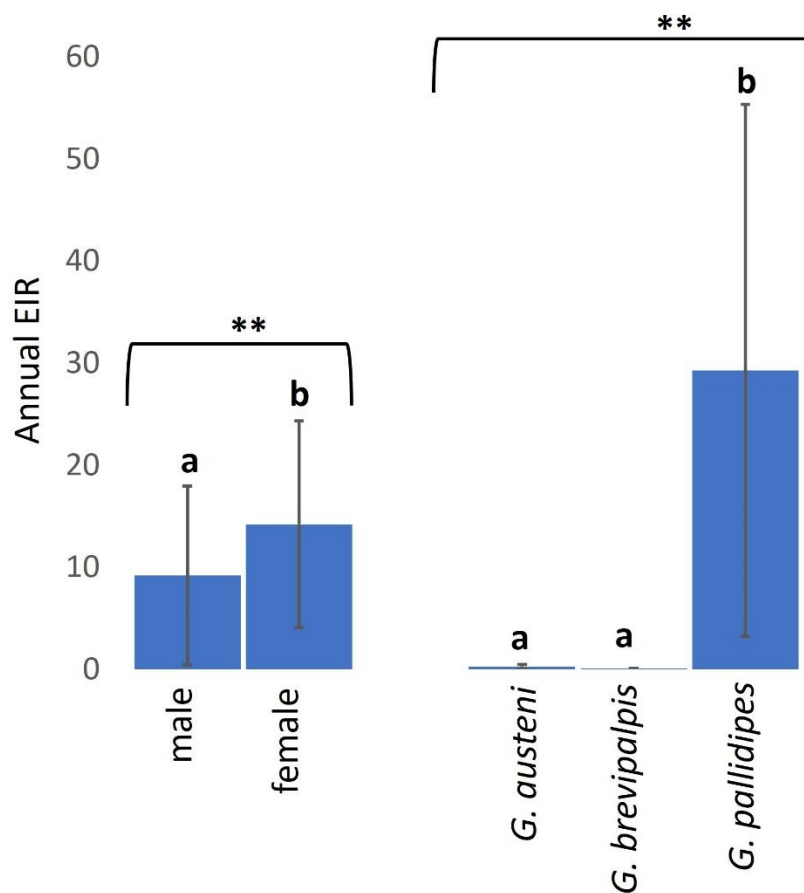 **
60
b
50
40
**
30
b
a
20
10
a
a
0
Annual EIR
male
female
G. austeni
G. brevipalpis
G. pallidipes